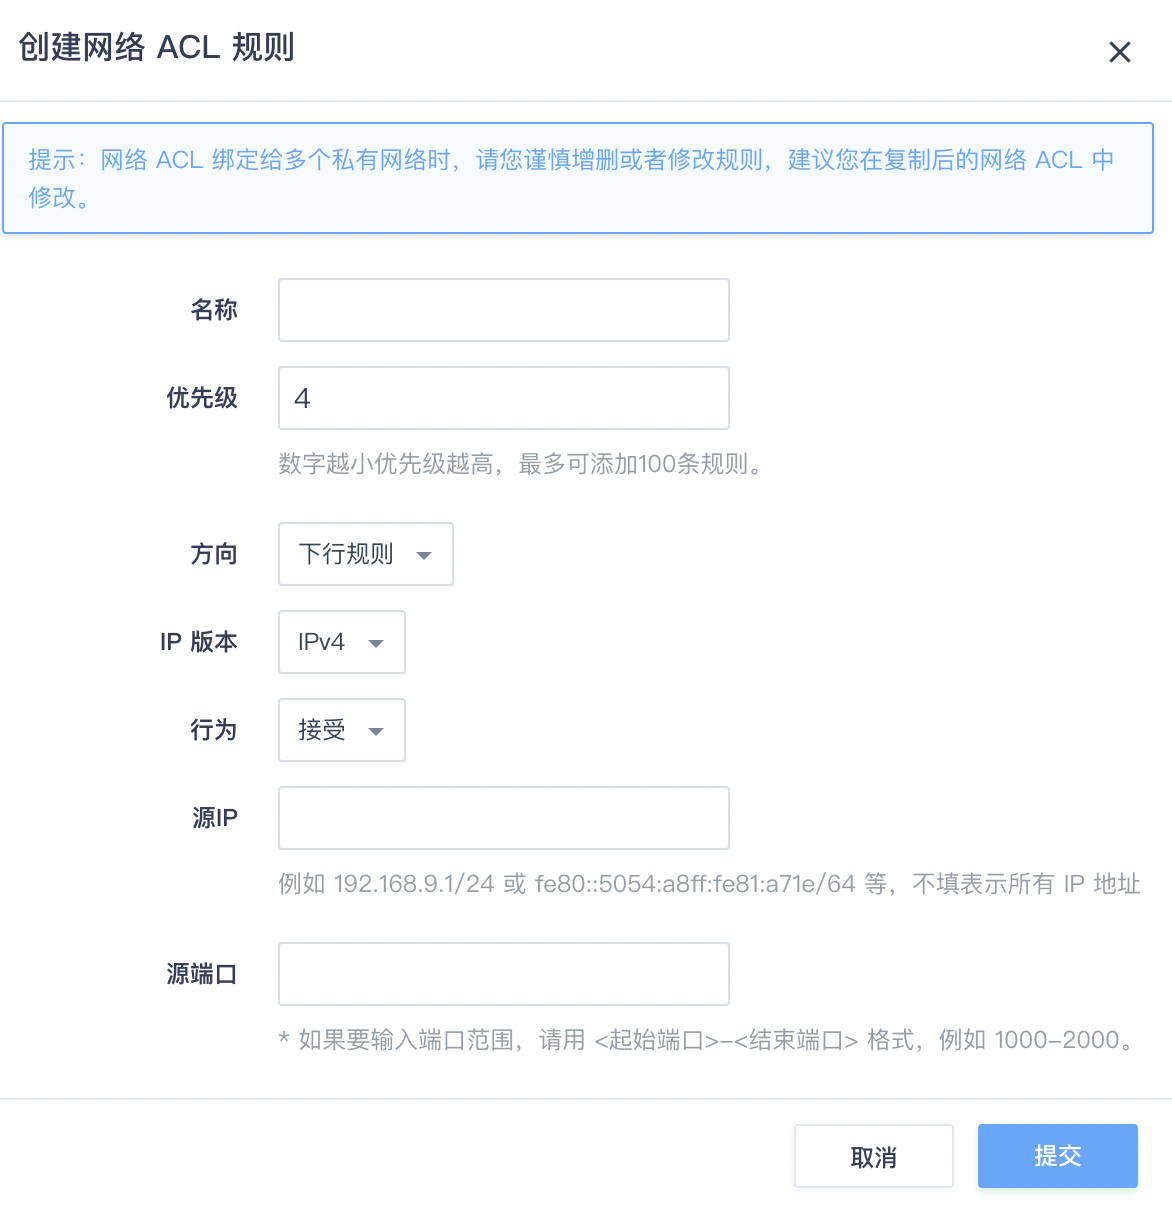 创建网络 ACL 规则
提示：网络 ACL 绑定给多个私有网络时，请您谨慎增删或者修改规则，建议您在复制后的网络 ACL 中
修改。
名称
优先级 4
数字越小优先级越高，最多可添加100条规则。
方向 下行规则
IP 版本 IPv4
行为 接受
源IP
例如 192.168.9.1/24 或 fe80::5054:a8ff:fe81:a71e/64 等，不填表示所有 IP 地址
源端口
* 如果要输入端口范围，请用 <起始端口>-<结束端口> 格式，例如 1000-2000。
取消 提交